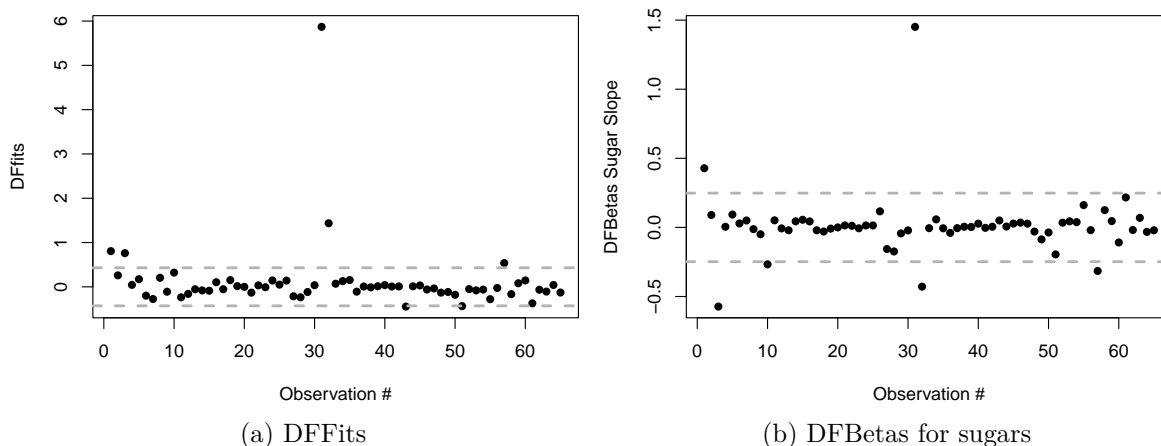 6
5
4
3
2
1
0
DFfits
0 10 20 30 40 50 60
Observation #
(a) DFFits
1.5
1.0
0.5
0.0
−0.5
DFBetas Sugar Slope
0 10 20 30 40 50 60
Observation #
(b) DFBetas for sugars